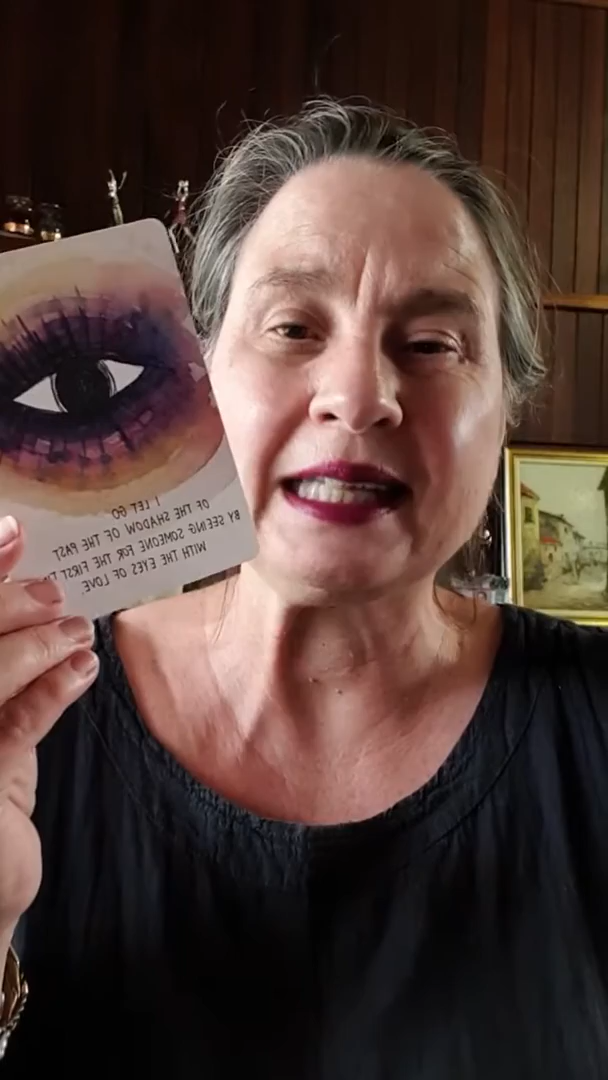 I LET GO
OF THE SHADOW OF THE PAST
BY SEEING SOMEONE FOR THE FIRST
WITH THE EYES OF LOVE.